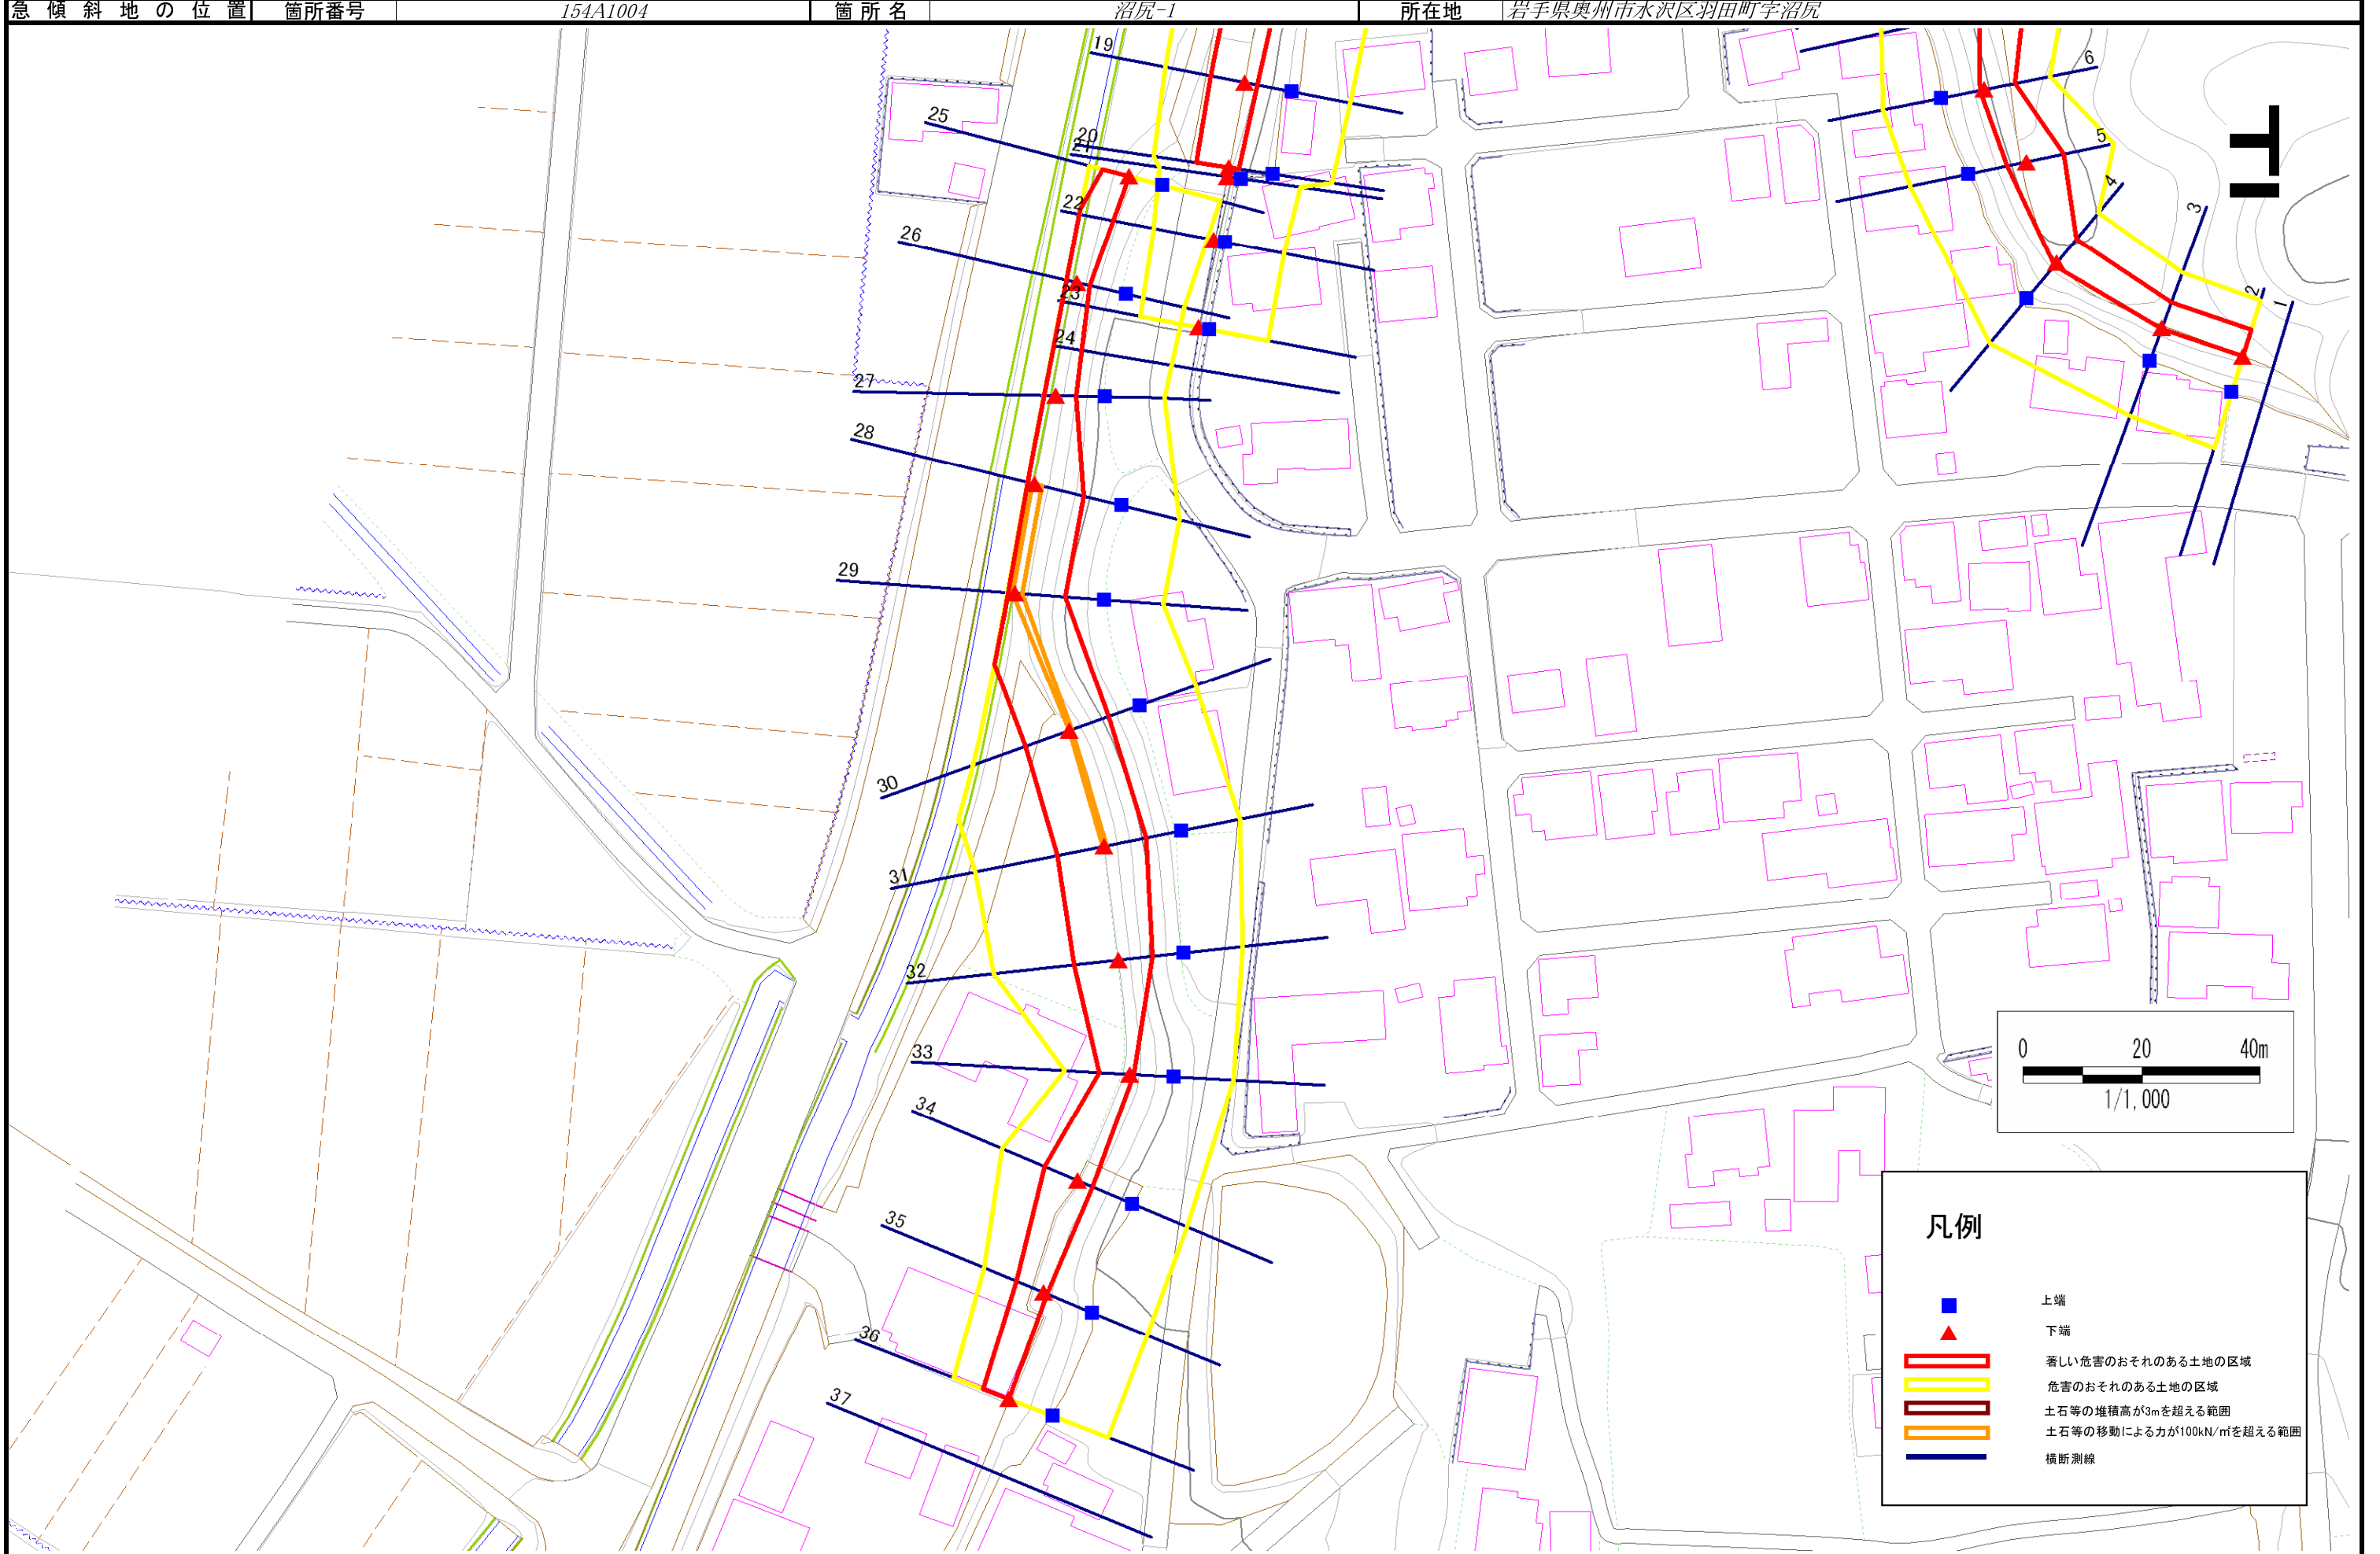 急傾斜地の位置 箇所番号 154A1004 箇所名 沼尻-1 所在地 岩手県奥州市水沢区羽田町字沼尻
19
6
25
20
21
5
4
22
3
26
23
2
1
24
27
28
29
30
31
32
33
34
35
36
37
0 20 40m
1/1,000
凡例
上端
下端
著しい危害のおそれのある土地の区域
危害のおそれのある土地の区域
土石等の堆積高が3mを超える範囲
土石等の移動による力が100kN/㎡を超える範囲
横断測線